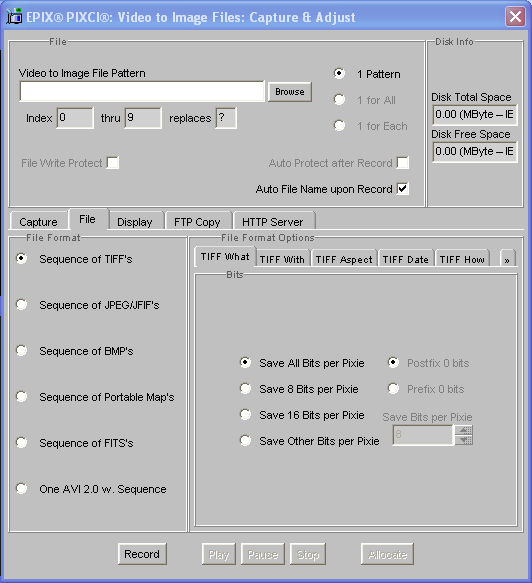 EPIX® PIXCI®: Video to Image Files: Capture & Adjust
File
Disk Info
Video to Image File Pattern
Browse
1 Pattern
1 for All
1 for Each
Index 0 thru 9 replaces ?
Disk Total Space
0.00 (MByte – IE
Disk Free Space
0.00 (MByte – IE
File Write Protect
Auto Protect after Record
Auto File Name upon Record
Capture File Display FTP Copy HTTP Server
File Format
Sequence of TIFF's
Sequence of JPEG/JFIF's
Sequence of BMP's
Sequence of Portable Map's
Sequence of FITS's
One AVI 2.0 w. Sequence
File Format Options
TIFF What TIFF With TIFF Aspect TIFF Date TIFF How »
Bits
Save All Bits per Pixie
Save 8 Bits per Pixie
Save 16 Bits per Pixie
Save Other Bits per Pixie
Postfix 0 bits
Prefix 0 bits
Save Bits per Pixie
8
Record Play Pause Stop Allocate